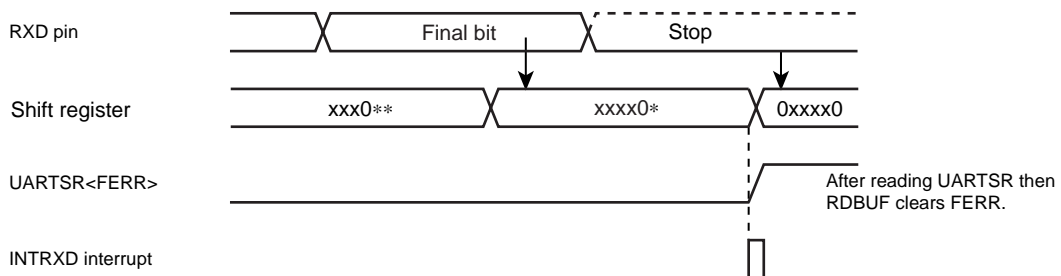 RXD pin
Final bit
Stop
Shift register
xxx0**
xxxx0*
0xxxx0
UARTSR<FERR>
After reading UARTSR then
RDBUF clears FERR.
INTRXD interrupt